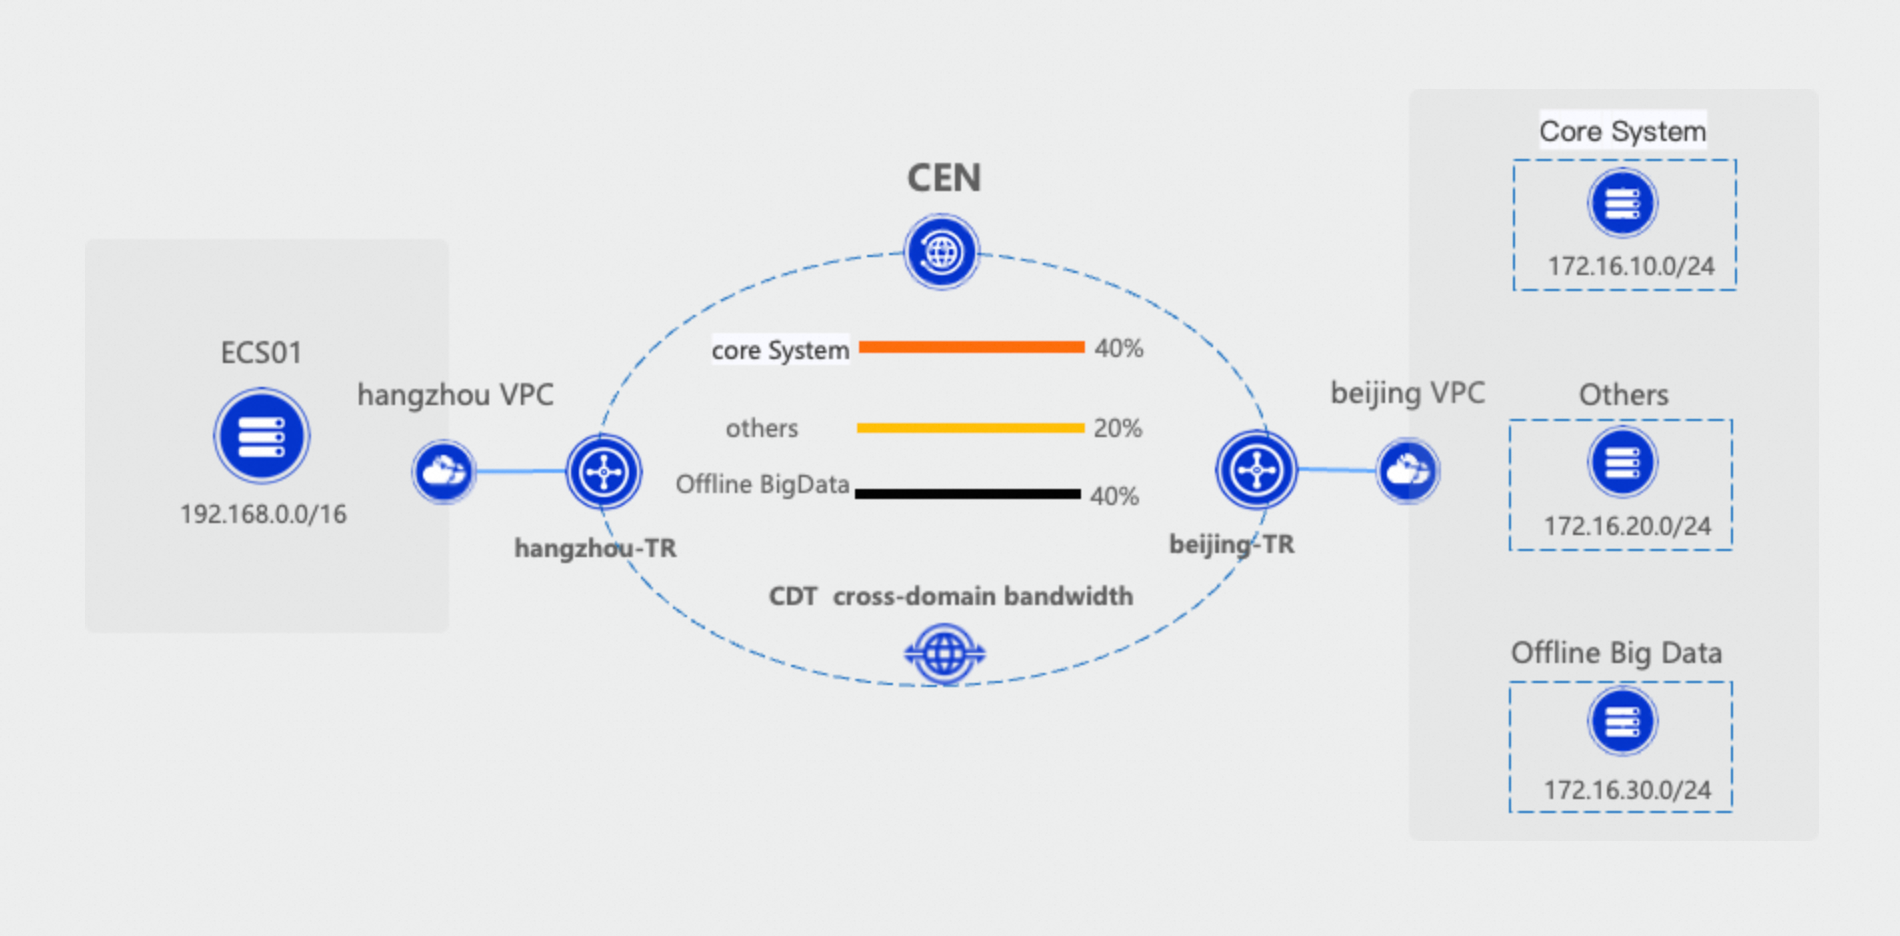 CEN
ECS01
192.168.0.0/16
hangzhou VPC
hangzhou-TR
core System 40%
others 20%
Offline BigData 40%
CDT cross-domain bandwidth
beijing-TR
beijing VPC
Core System
172.16.10.0/24
Others
172.16.20.0/24
Offline Big Data
172.16.30.0/24